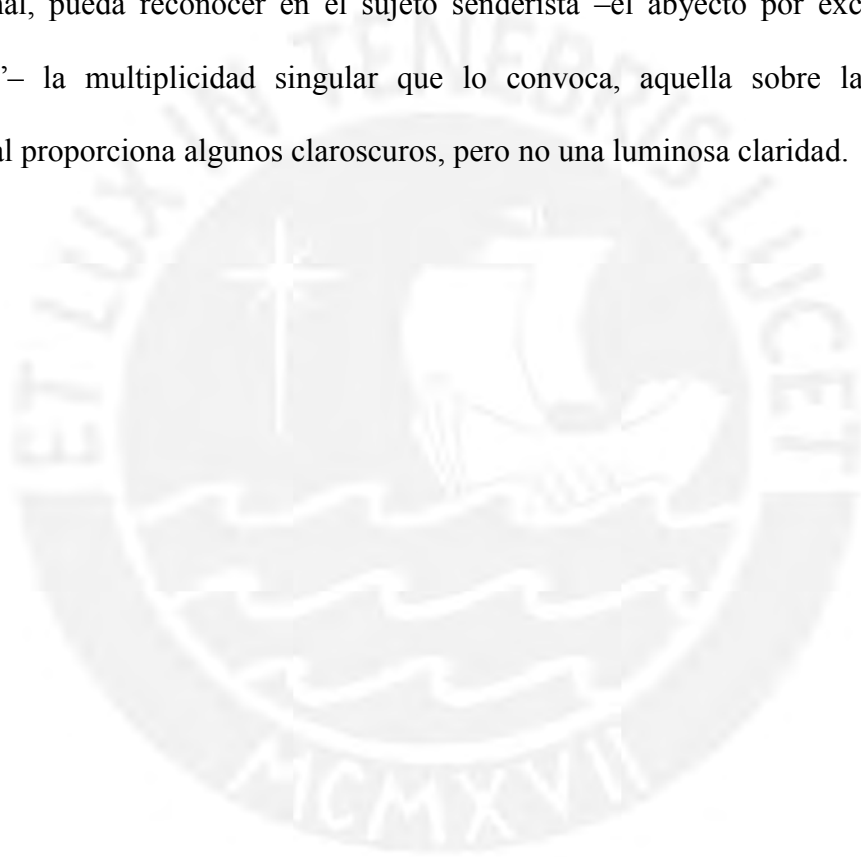 nal, pueda reconocer en el sujeto senderista –el abyecto por exc
’– la multiplicidad singular que lo convoca, aquella sobre la
al proporciona algunos claroscuros, pero no una luminosa claridad.
ET LUX IN TENEBRIS LUCET
MCMXVII